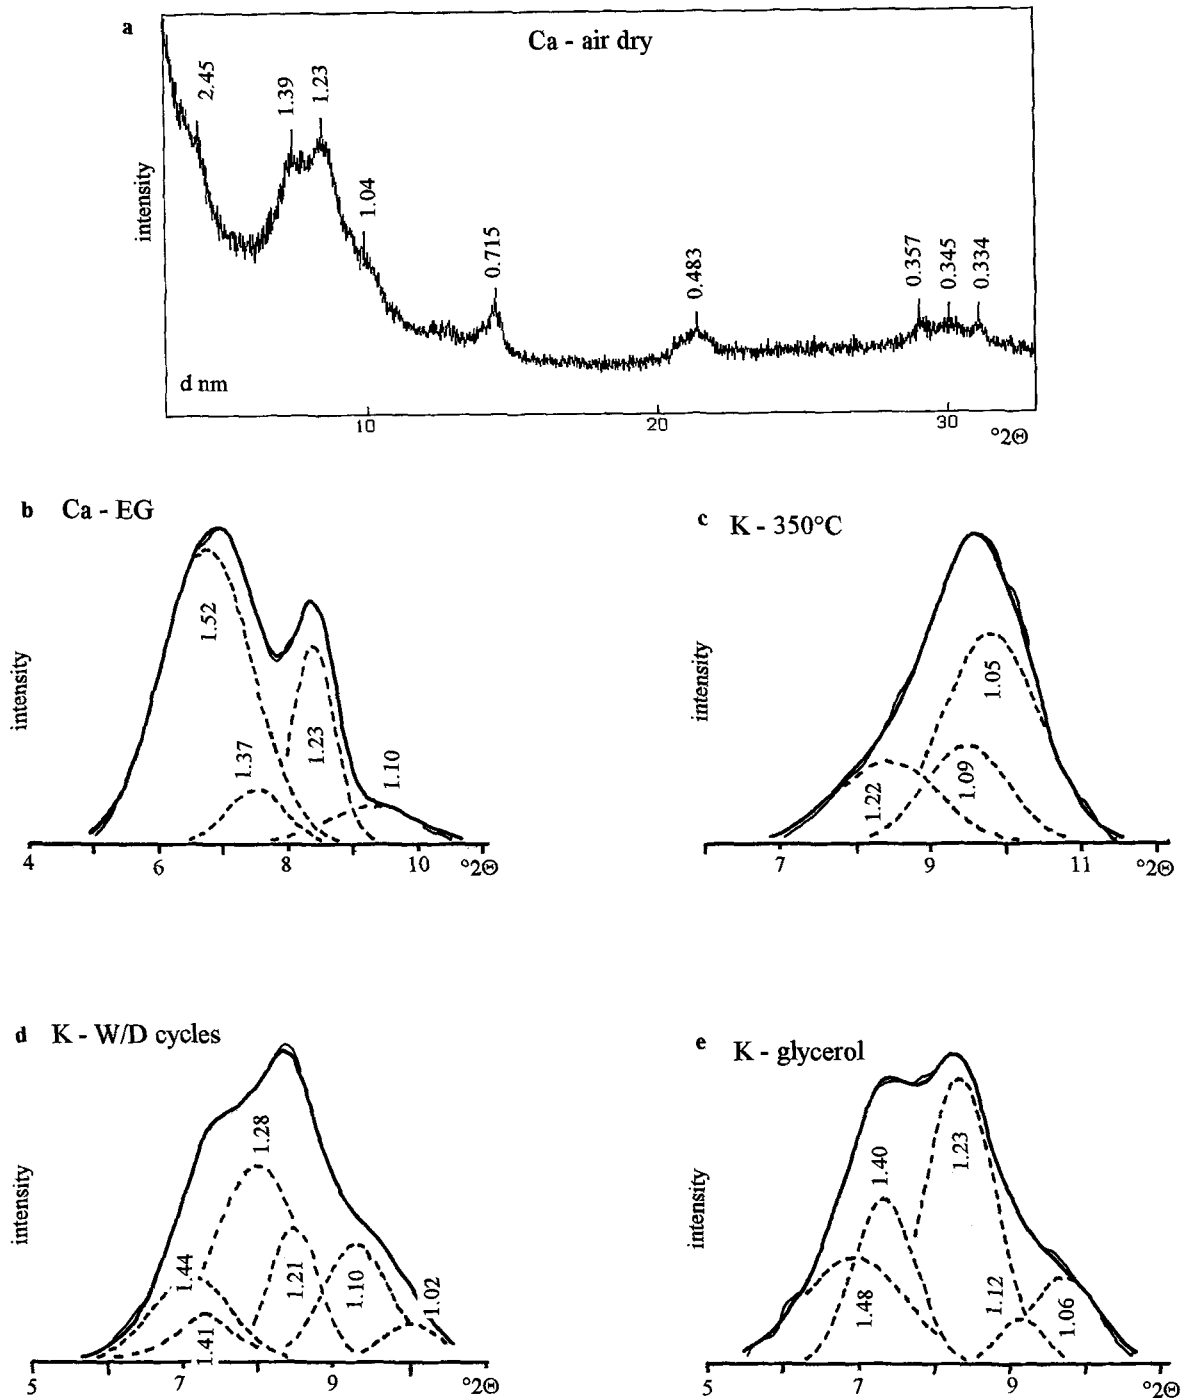 a
Ca - air dry
2.45
1.39
1.23
1.04
0.715
0.483
0.357
0.345
0.334
intensity
d nm
10
20
30
°2Θ
b Ca - EG
1.52
1.37
1.23
1.10
intensity
4 6 8 10 °2Θ
c K - 350°C
1.05
1.09
1.22
intensity
7 9 11 °2Θ
d K - W/D cycles
1.28
1.44
1.21
1.10
1.02
1.41
intensity
5 7 9 °2Θ
e K - glycerol
1.40
1.23
1.48
1.12
1.06
intensity
5 7 9 °2Θ